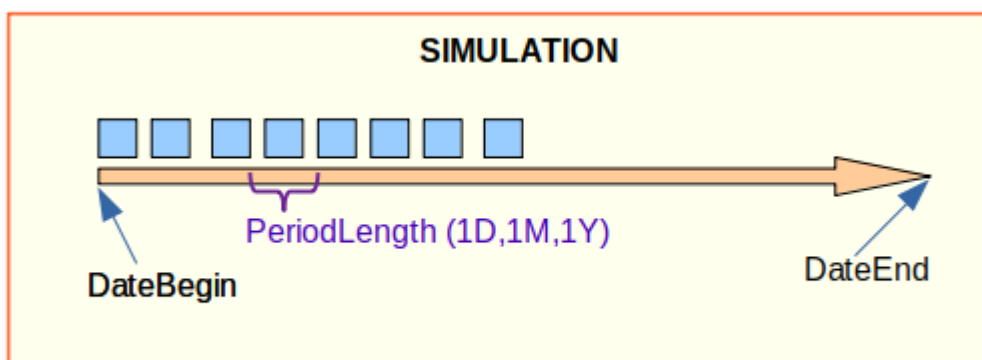 SIMULATION
PeriodLength (1D,1M,1Y)
DateBegin
DateEnd